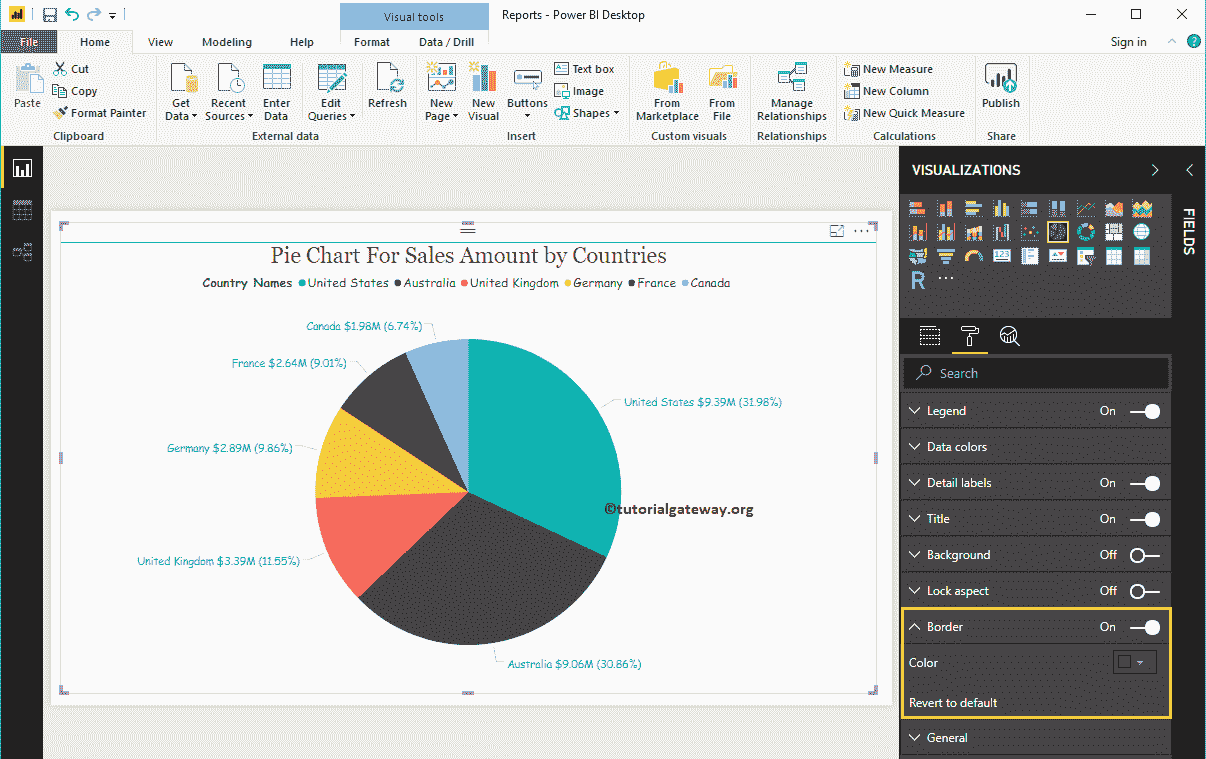 Visual tools
Reports - Power BI Desktop
File Home View Modeling Help Format Data / Drill Sign in
?
Paste
Cut
Copy
Format Painter
Clipboard
Get Data
Recent Sources
Enter Data
Edit Queries
Refresh
External data
New Page
New Visual
Buttons
Text box
Image
Shapes
Insert
From Marketplace
From File
Custom visuals
Manage Relationships
Relationships
New Measure
New Column
New Quick Measure
Calculations
Publish
Share
Pie Chart For Sales Amount by Countries
Country Names United States Australia United Kingdom Germany France Canada
Canada $1.98M (6.74%)
France $2.64M (9.01%)
United States $9.39M (31.98%)
Germany $2.89M (9.86%)
©tutorialgateway.org
United Kingdom $3.39M (11.55%)
Australia $9.06M (30.86%)
VISUALIZATIONS
FIELDS
123
R
Search
Legend On
Data colors
Detail labels On
Title On
Background Off
Lock aspect Off
Border On
Color
Revert to default
General